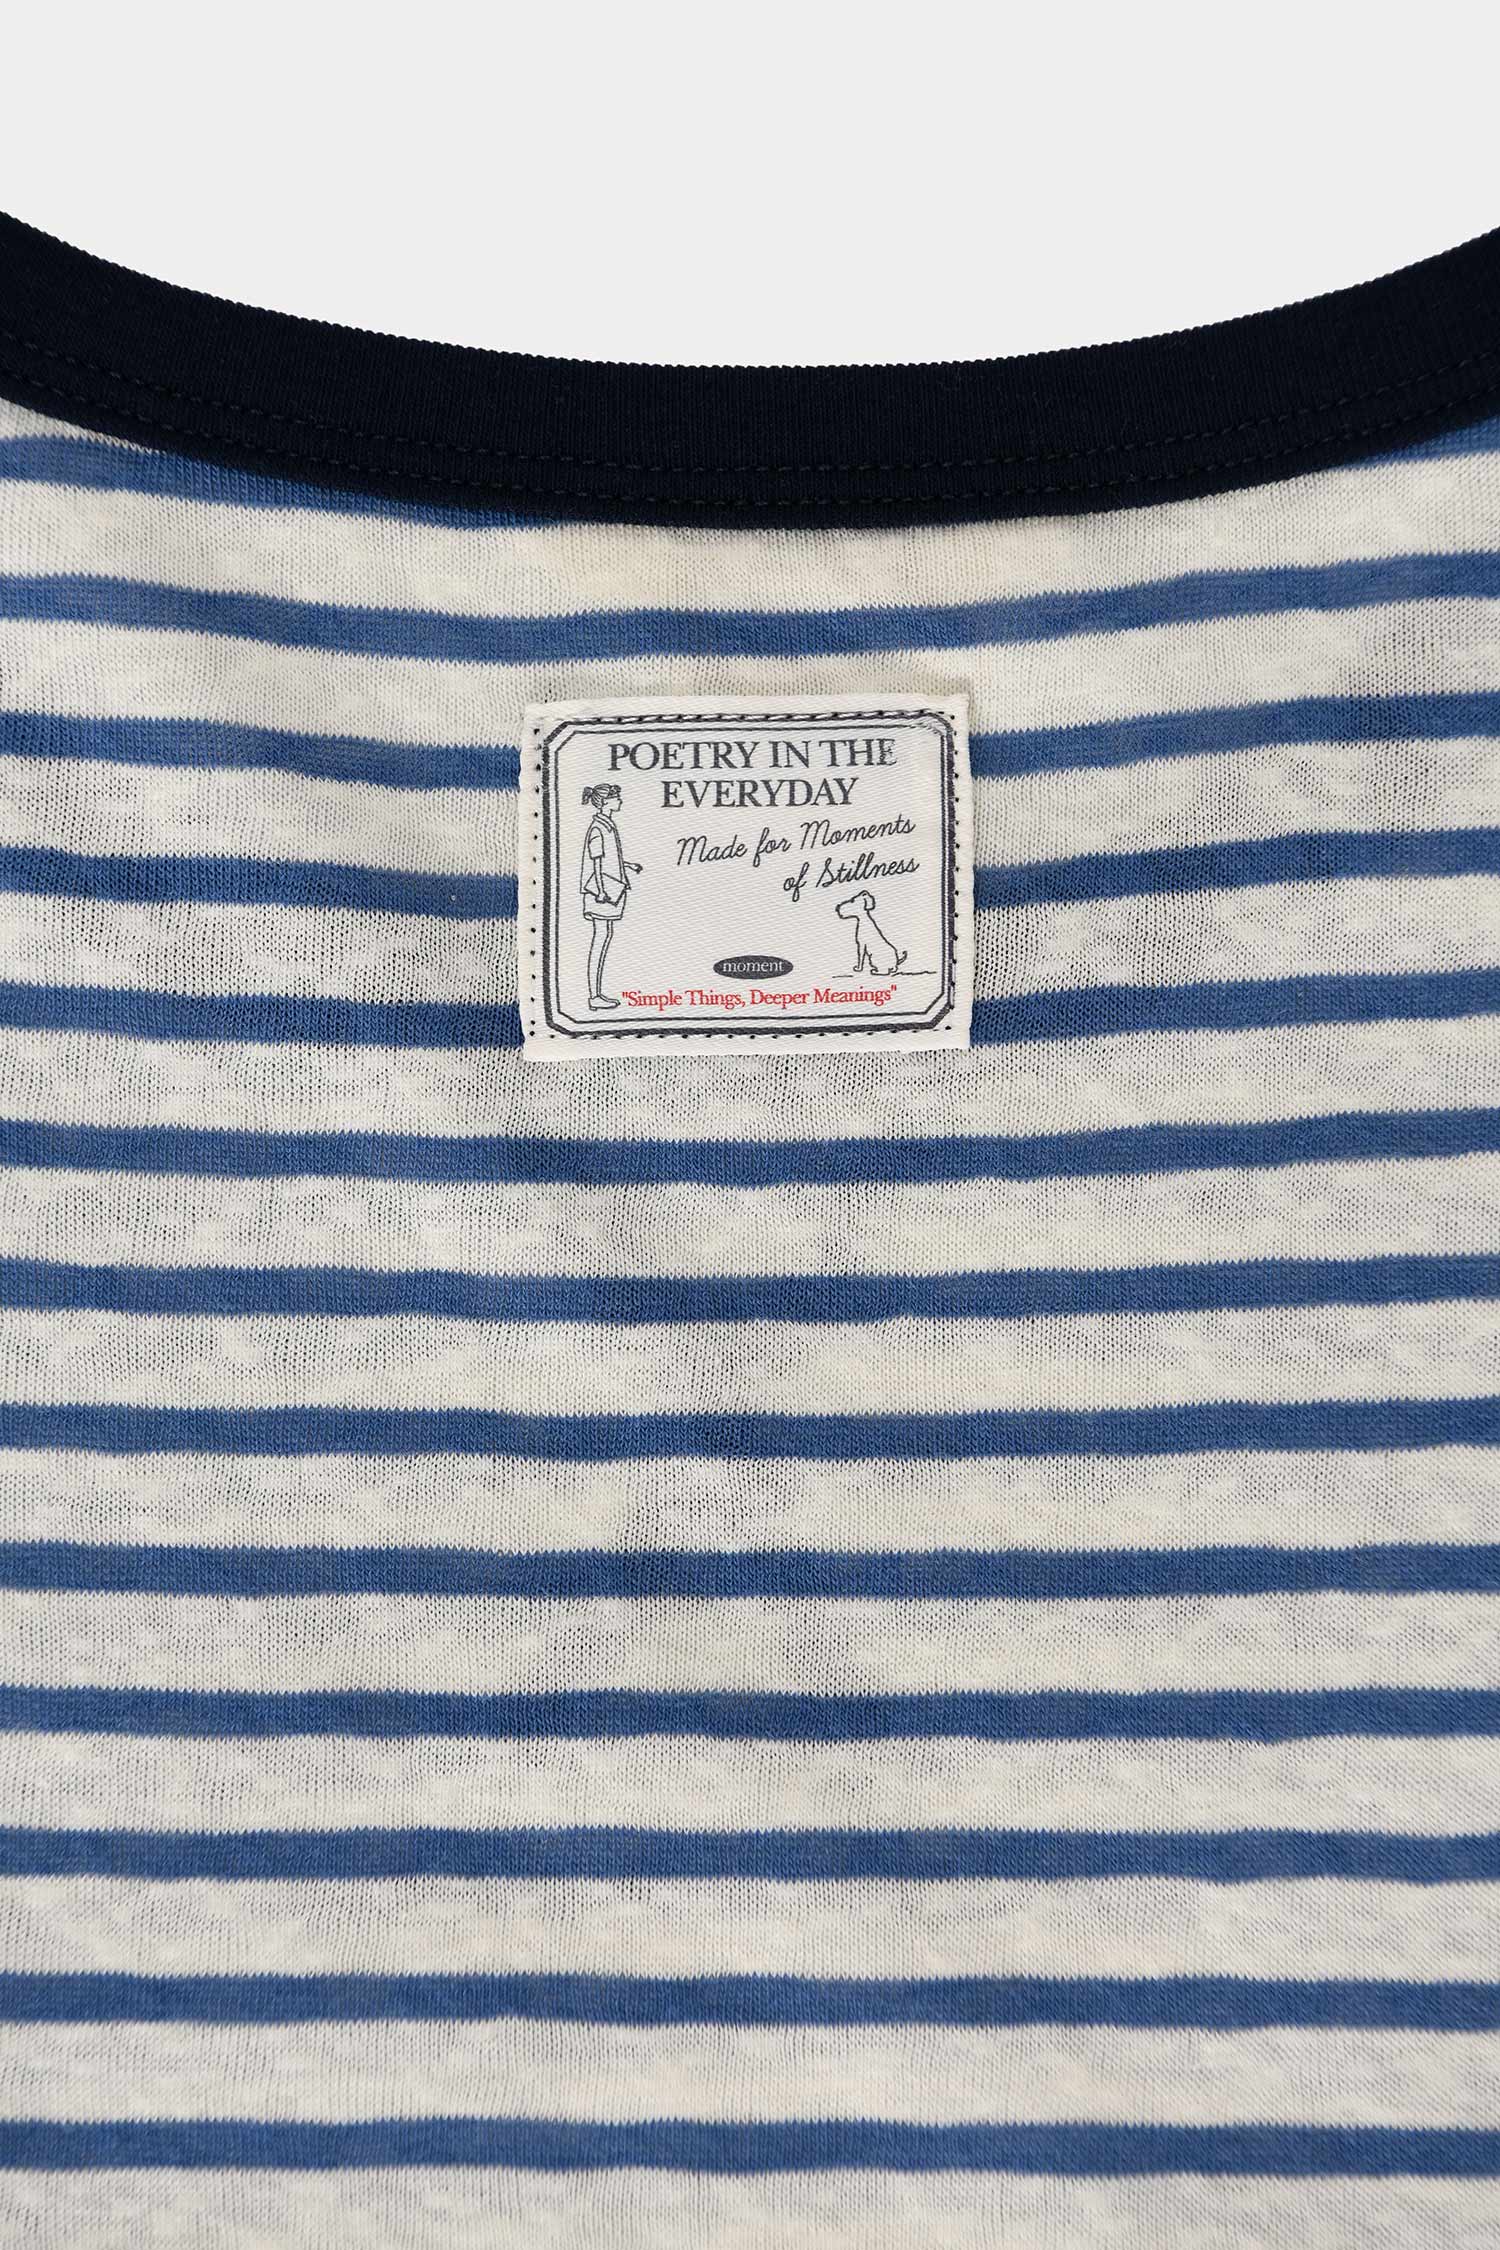 POETRY IN THE
EVERYDAY
Made for Moments
of Stillness
moment
"Simple Things, Deeper Meanings"